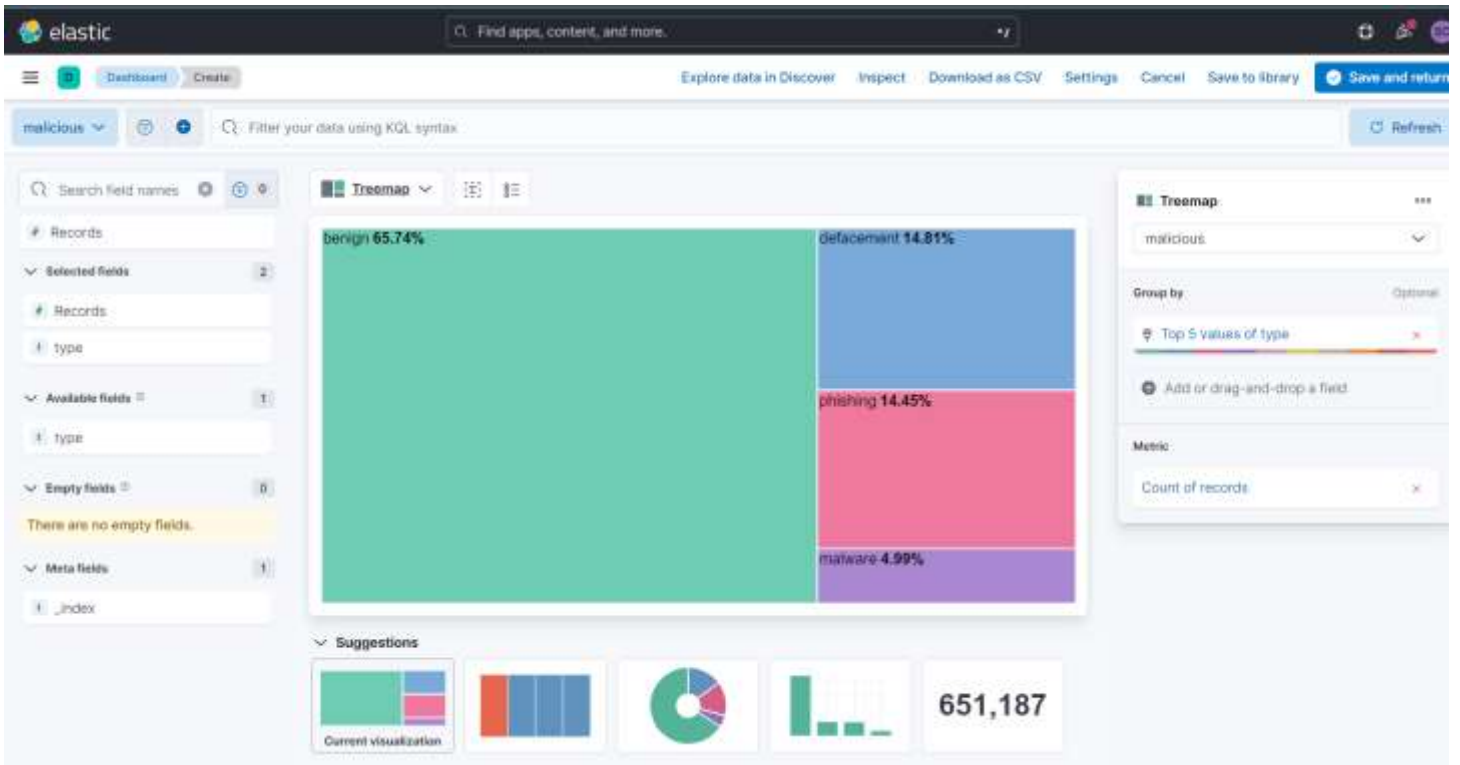 elastic
Find apps, content, and more.
Dashboard
Create
Explore data in Discover
Inspect
Download as CSV
Settings
Cancel
Save to library
Save and return
malicious
Filter your data using KQL syntax
Refresh
Search field names
0
Records
Selected fields
2
Records
type
Available fields
1
type
Empty fields
0
There are no empty fields.
Meta fields
1
_index
Treemap
benign 65.74%
defacement 14.81%
phishing 14.45%
malware 4.99%
Suggestions
Current visualization
651,187
Treemap
malicious
Group by
Optional
Top 5 values of type
Add or drag-and-drop a field
Metric
Count of records